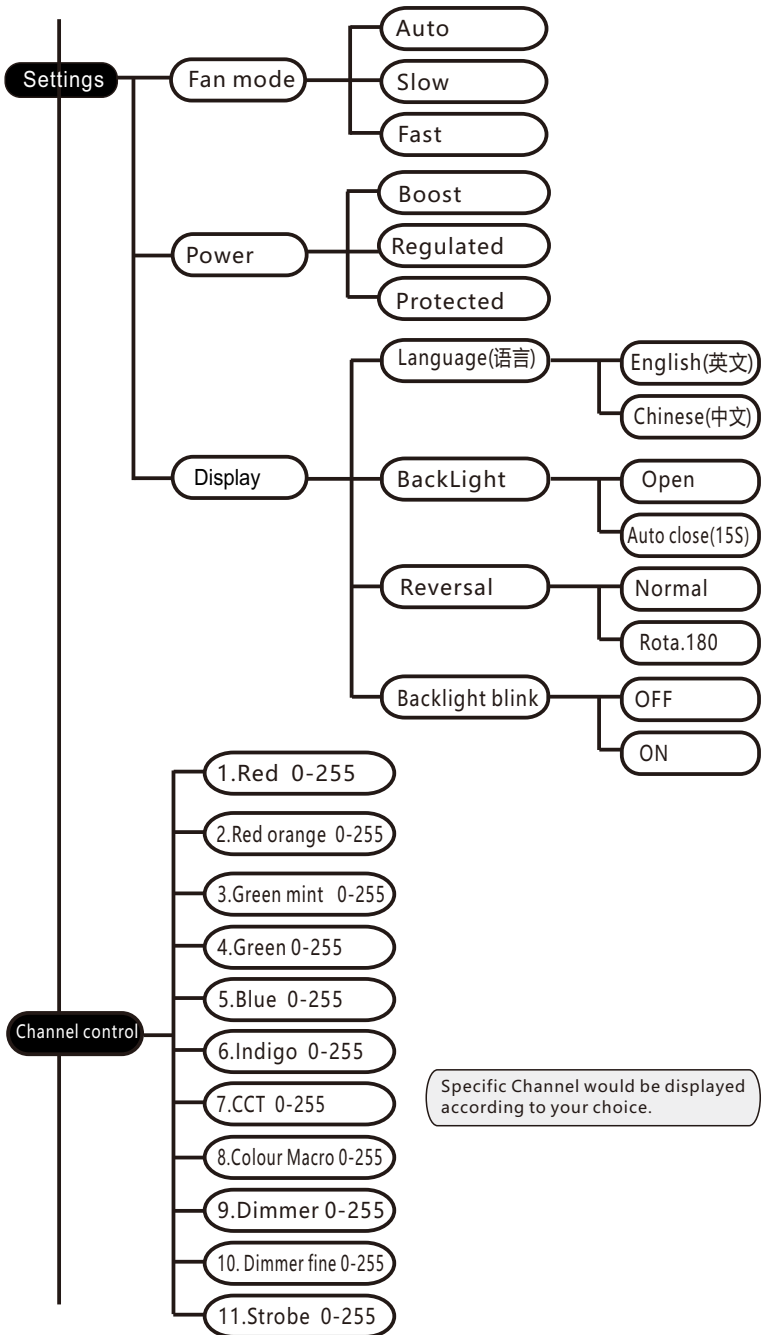 Settings
Fan mode
Auto
Slow
Fast
Power
Boost
Regulated
Protected
Display
Language(语言)
English(英文)
Chinese(中文)
BackLight
Open
Auto close(15S)
Reversal
Normal
Rota.180
Backlight blink
OFF
ON
Channel control
1.Red 0-255
2.Red orange 0-255
3.Green mint 0-255
4.Green 0-255
5.Blue 0-255
6.Indigo 0-255
7.CCT 0-255
8.Colour Macro 0-255
9.Dimmer 0-255
10. Dimmer fine 0-255
11.Strobe 0-255
Specific Channel would be displayed
according to your choice.